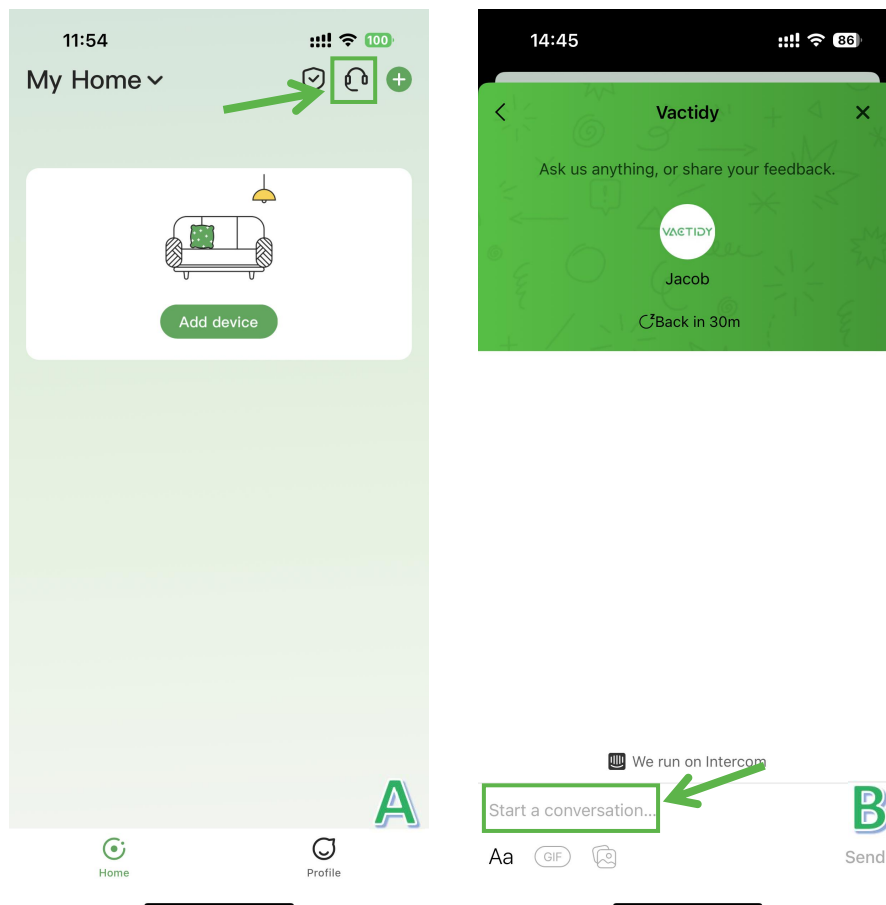 11:54
100
My Home
Add device
A
Home
Profile
14:45
86
Vactidy
Ask us anything, or share your feedback.
VACTIDY
Jacob
Back in 30m
We run on Intercom
Start a conversation...
B
Aa
GIF
Send